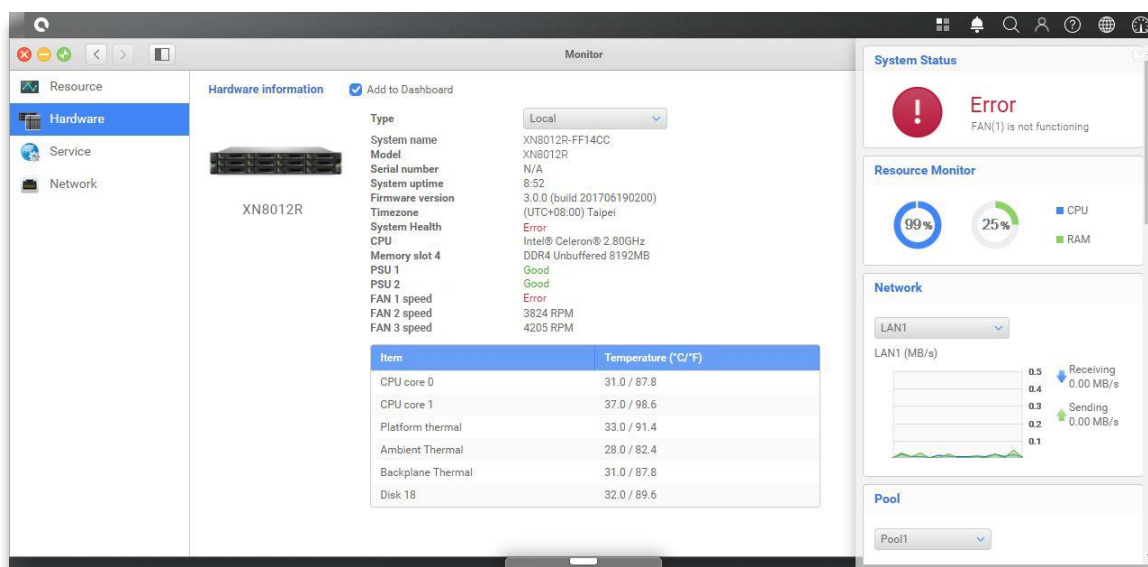 Monitor
Resource
Hardware
Service
Network
Hardware information
Add to Dashboard
XN8012R
Type Local
System name XN8012R-FF14CC
Model XN8012R
Serial number N/A
System uptime 8:52
Firmware version 3.0.0 (build 201706190200)
Timezone (UTC+08:00) Taipei
System Health Error
CPU Intel® Celeron® 2.80GHz
Memory slot 4 DDR4 Unbuffered 8192MB
PSU 1 Good
PSU 2 Good
FAN 1 speed Error
FAN 2 speed 3824 RPM
FAN 3 speed 4205 RPM
Item Temperature (°C/°F)
CPU core 0 31.0 / 87.8
CPU core 1 37.0 / 98.6
Platform thermal 33.0 / 91.4
Ambient Thermal 28.0 / 82.4
Backplane Thermal 31.0 / 87.8
Disk 18 32.0 / 89.6
System Status
Error
FAN(1) is not functioning
Resource Monitor
99%
25%
CPU
RAM
Network
LAN1
LAN1 (MB/s)
0.5
0.4
0.3
0.2
0.1
Receiving
0.00 MB/s
Sending
0.00 MB/s
Pool
Pool1